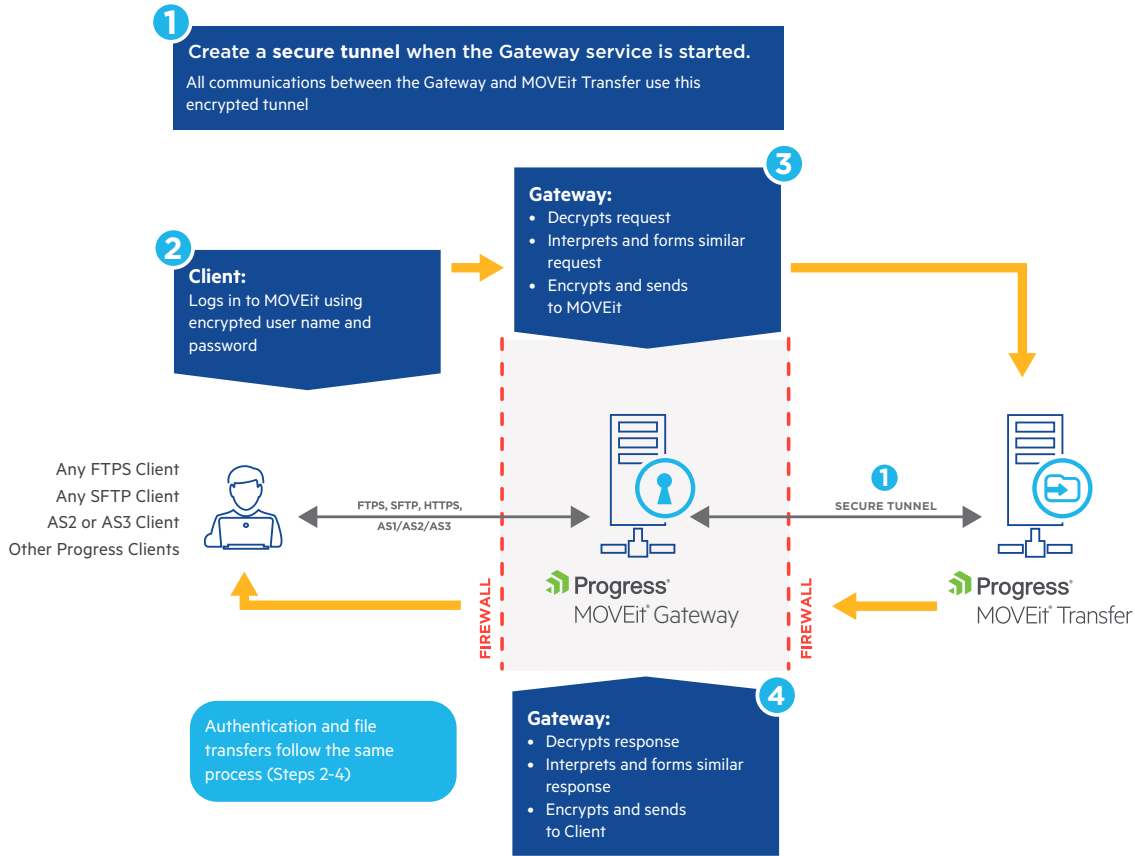 1
Create a secure tunnel when the Gateway service is started.
All communications between the Gateway and MOVEit Transfer use this
encrypted tunnel
3
Gateway:
• Decrypts request
• Interprets and forms similar
request
• Encrypts and sends
to MOVEit
2
Client:
Logs in to MOVEit using
encrypted user name and
password
Any FTPS Client
Any SFTP Client
AS2 or AS3 Client
Other Progress Clients
FTPS, SFTP, HTTPS,
AS1/AS2/AS3
1
SECURE TUNNEL
FIREWALL
Progress®
MOVEit® Gateway
FIREWALL
Progress®
MOVEit® Transfer
Authentication and file
transfers follow the same
process (Steps 2-4)
4
Gateway:
• Decrypts response
• Interprets and forms similar
response
• Encrypts and sends
to Client